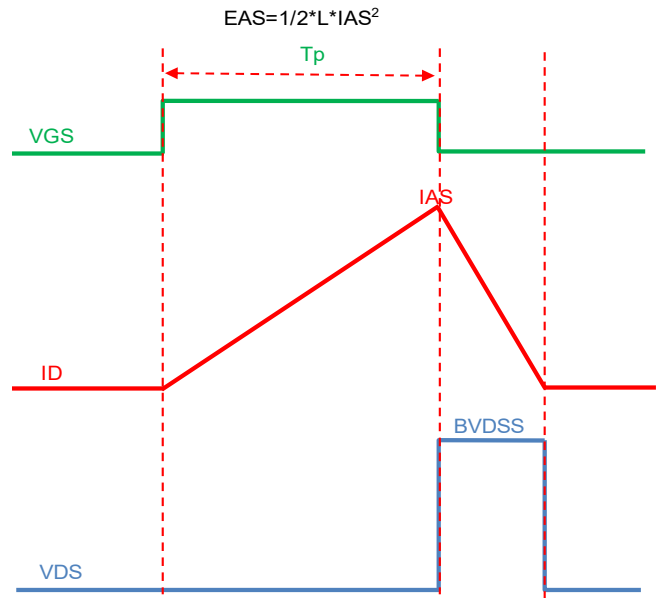 EAS=1/2*L*IAS²
Tp
VGS
IAS
ID
BVDSS
VDS